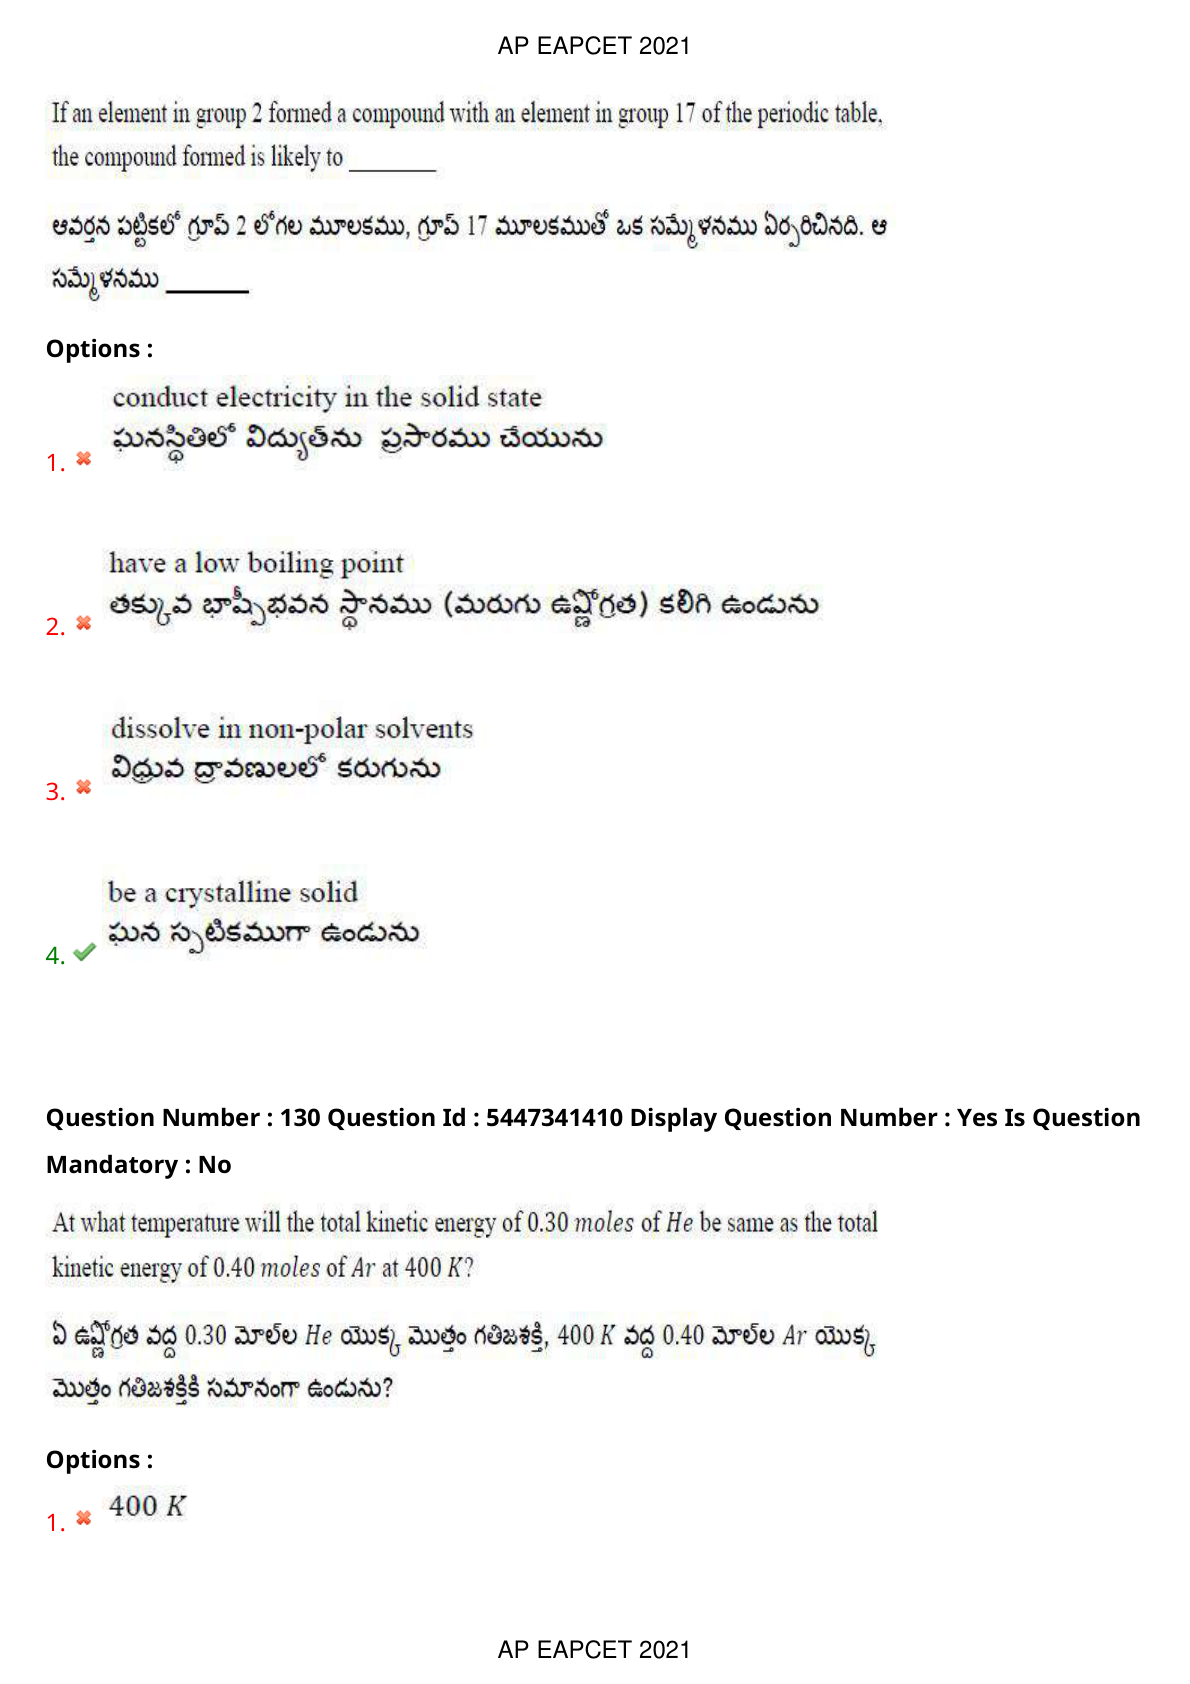 AP EAPCET 2021
If an element in group 2 formed a compound with an element in group 17 of the periodic table,
the compound formed is likely to ________
ఆవర్తన పట్టికలో గ్రూప్ 2 లోగల మూలకము, గ్రూప్ 17 మూలకముతో ఒక సమ్మేళనము ఏర్పరిచినది. ఆ
సమ్మేళనము ________
Options :
conduct electricity in the solid state
ఘనస్థితిలో విద్యుత్‌ను ప్రసారము చేయును
1.
have a low boiling point
తక్కువ భాష్పీభవన స్థానము (మరుగు ఉష్ణోగ్రత) కలిగి ఉండును
2.
dissolve in non-polar solvents
విధ్రువ ద్రావణులలో కరుగును
3.
be a crystalline solid
ఘన స్పటికముగా ఉండును
4.
Question Number : 130 Question Id : 5447341410 Display Question Number : Yes Is Question
Mandatory : No
At what temperature will the total kinetic energy of 0.30 moles of He be same as the total
kinetic energy of 0.40 moles of Ar at 400 K?
ఏ ఉష్ణోగ్రత వద్ద 0.30 మోల్‌ల He యొక్క మొత్తం గతిజశక్తి, 400 K వద్ద 0.40 మోల్‌ల Ar యొక్క
మొత్తం గతిజశక్తికి సమానంగా ఉండును?
Options :
400 K
1.
AP EAPCET 2021